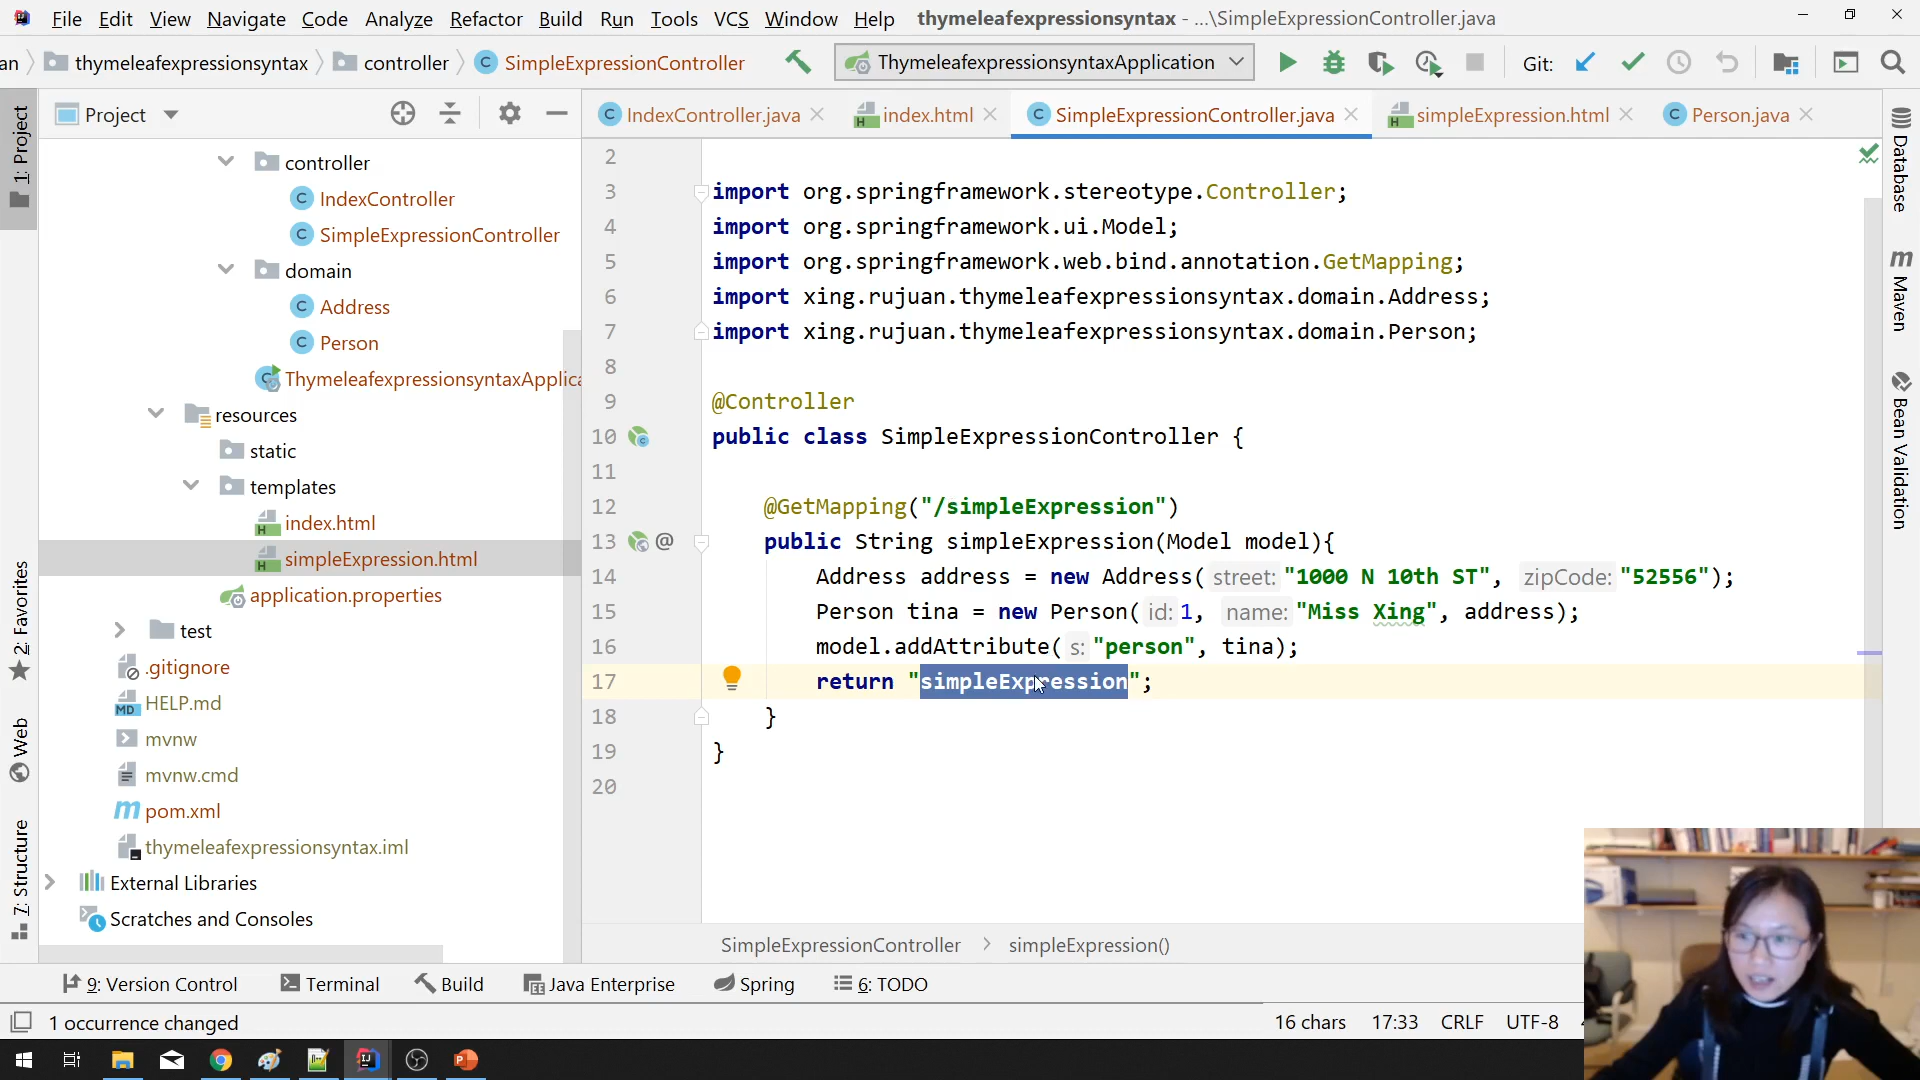 File Edit View Navigate Code Analyze Refactor Build Run Tools VCS Window Help thymeleafexpressionsyntax - ...\SimpleExpressionController.java
an thymeleafexpressionsyntax controller SimpleExpressionController ThymeleafexpressionsyntaxApplication Git:
Project
IndexController.java index.html SimpleExpressionController.java simpleExpression.html Person.java
1: Project
2: Favorites
Web
7: Structure
controller
IndexController
SimpleExpressionController
domain
Address
Person
ThymeleafexpressionsyntaxApplica
resources
static
templates
index.html
simpleExpression.html
application.properties
test
.gitignore
HELP.md
mvnw
mvnw.cmd
pom.xml
thymeleafexpressionsyntax.iml
External Libraries
Scratches and Consoles
2
3 import org.springframework.stereotype.Controller;
4 import org.springframework.ui.Model;
5 import org.springframework.web.bind.annotation.GetMapping;
6 import xing.rujuan.thymeleafexpressionsyntax.domain.Address;
7 import xing.rujuan.thymeleafexpressionsyntax.domain.Person;
8
9 @Controller
10 public class SimpleExpressionController {
11
12 @GetMapping("/simpleExpression")
13 public String simpleExpression(Model model){
14 Address address = new Address( street: "1000 N 10th ST", zipCode: "52556");
15 Person tina = new Person( id: 1, name: "Miss Xing", address);
16 model.addAttribute( s: "person", tina);
17 return "simpleExpression";
18 }
19 }
20
SimpleExpressionController simpleExpression()
Database
Maven
Bean Validation
9: Version Control Terminal Build Java Enterprise Spring 6: TODO
1 occurrence changed 16 chars 17:33 CRLF UTF-8